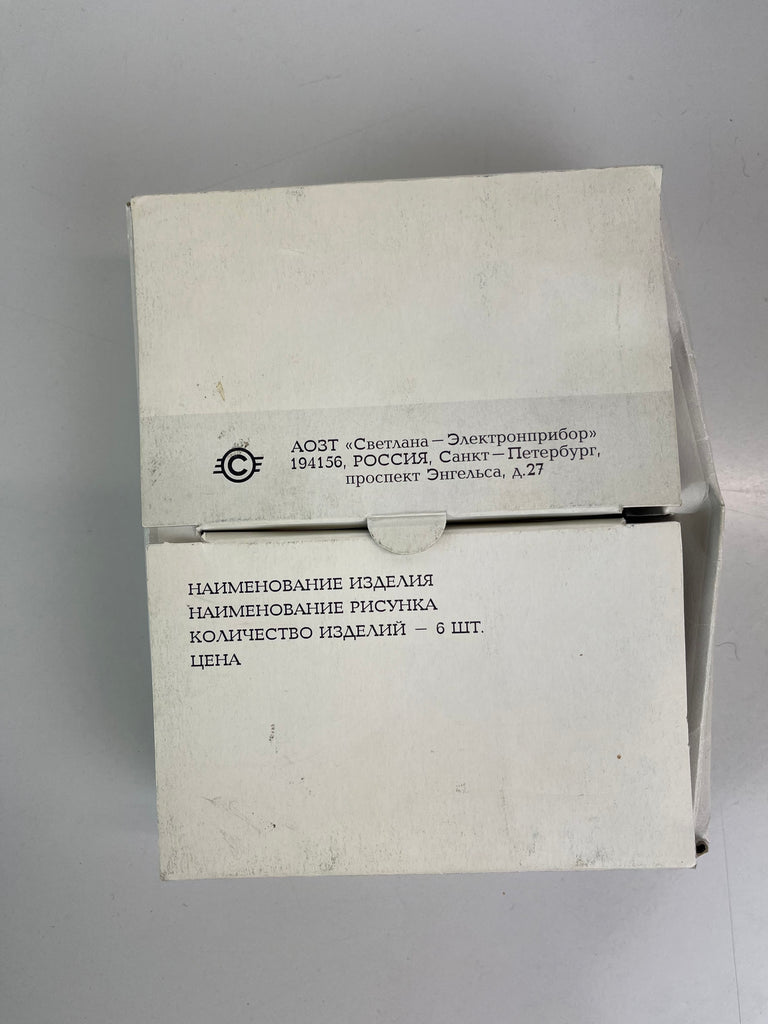 АОЗТ «Светлана – Электронприбор»
194156, РОССИЯ, Санкт – Петербург,
проспект Энгельса, д.27
НАИМЕНОВАНИЕ ИЗДЕЛИЯ
НАИМЕНОВАНИЕ РИСУНКА
КОЛИЧЕСТВО ИЗДЕЛИЙ – 6 ШТ.
ЦЕНА